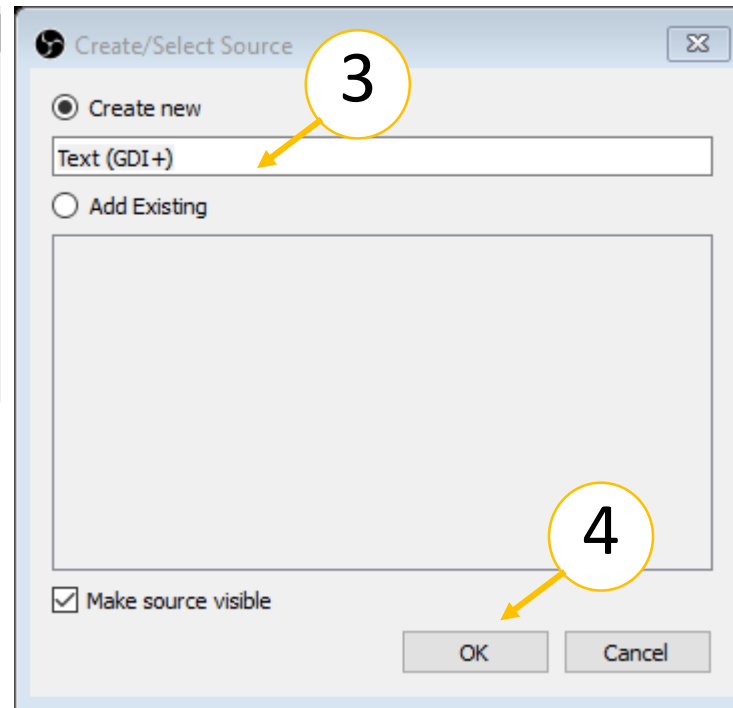 Create/Select Source
3
Create new
Text (GDI+)
Add Existing
4
Make source visible
OK Cancel